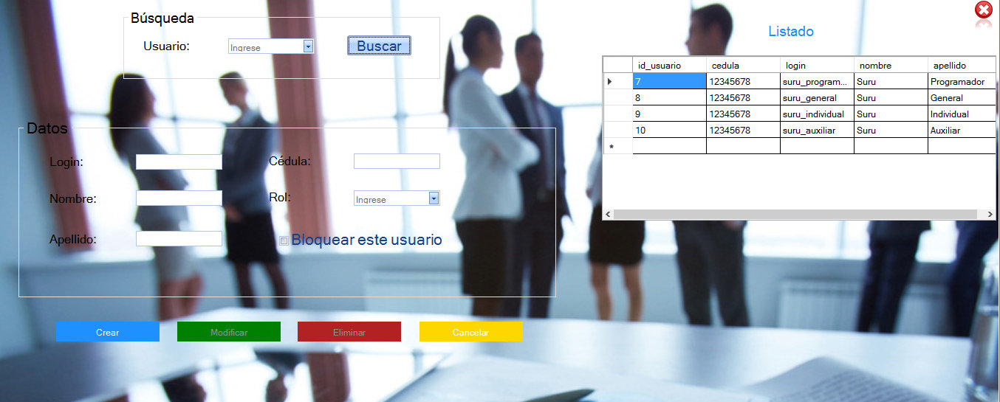 Búsqueda
Usuario: Ingrese Buscar
Datos
Login: Cédula:
Nombre: Rol: Ingrese
Apellido: Bloquear este usuario
Crear Modificar Eliminar Cancelar
Listado
id_usuario cedula login nombre apellido
7 12345678 suru_program... Suru Programador
8 12345678 suru_general Suru General
9 12345678 suru_individual Suru Individual
10 12345678 suru_auxiliar Suru Auxiliar
*